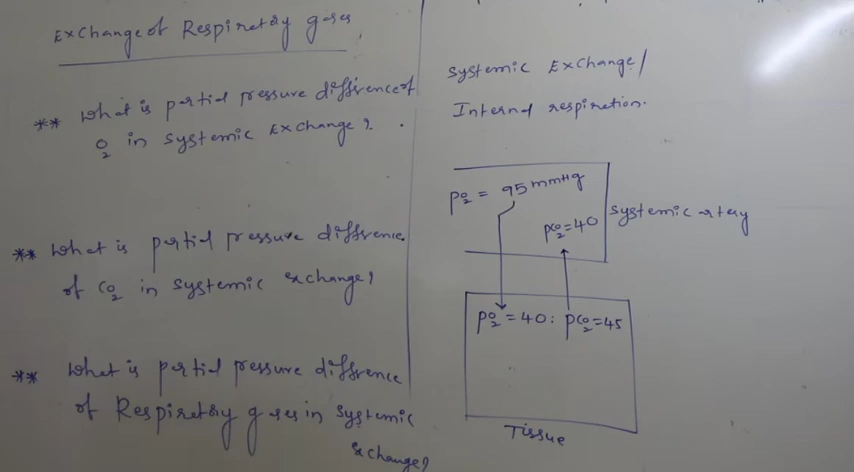 Exchange of Respiratory gases
** What is partial pressure difference of
O2 in systemic Exchange?
** What is partial pressure difference
of CO2 in systemic exchange?
** What is partial pressure difference
of Respiratory gases in systemic
exchange?
Systemic Exchange/
Internal respiration.
PO2 = 95 mmHg
PCO2=40
Systemic artery
PO2 = 40: PCO2=45
Tissue